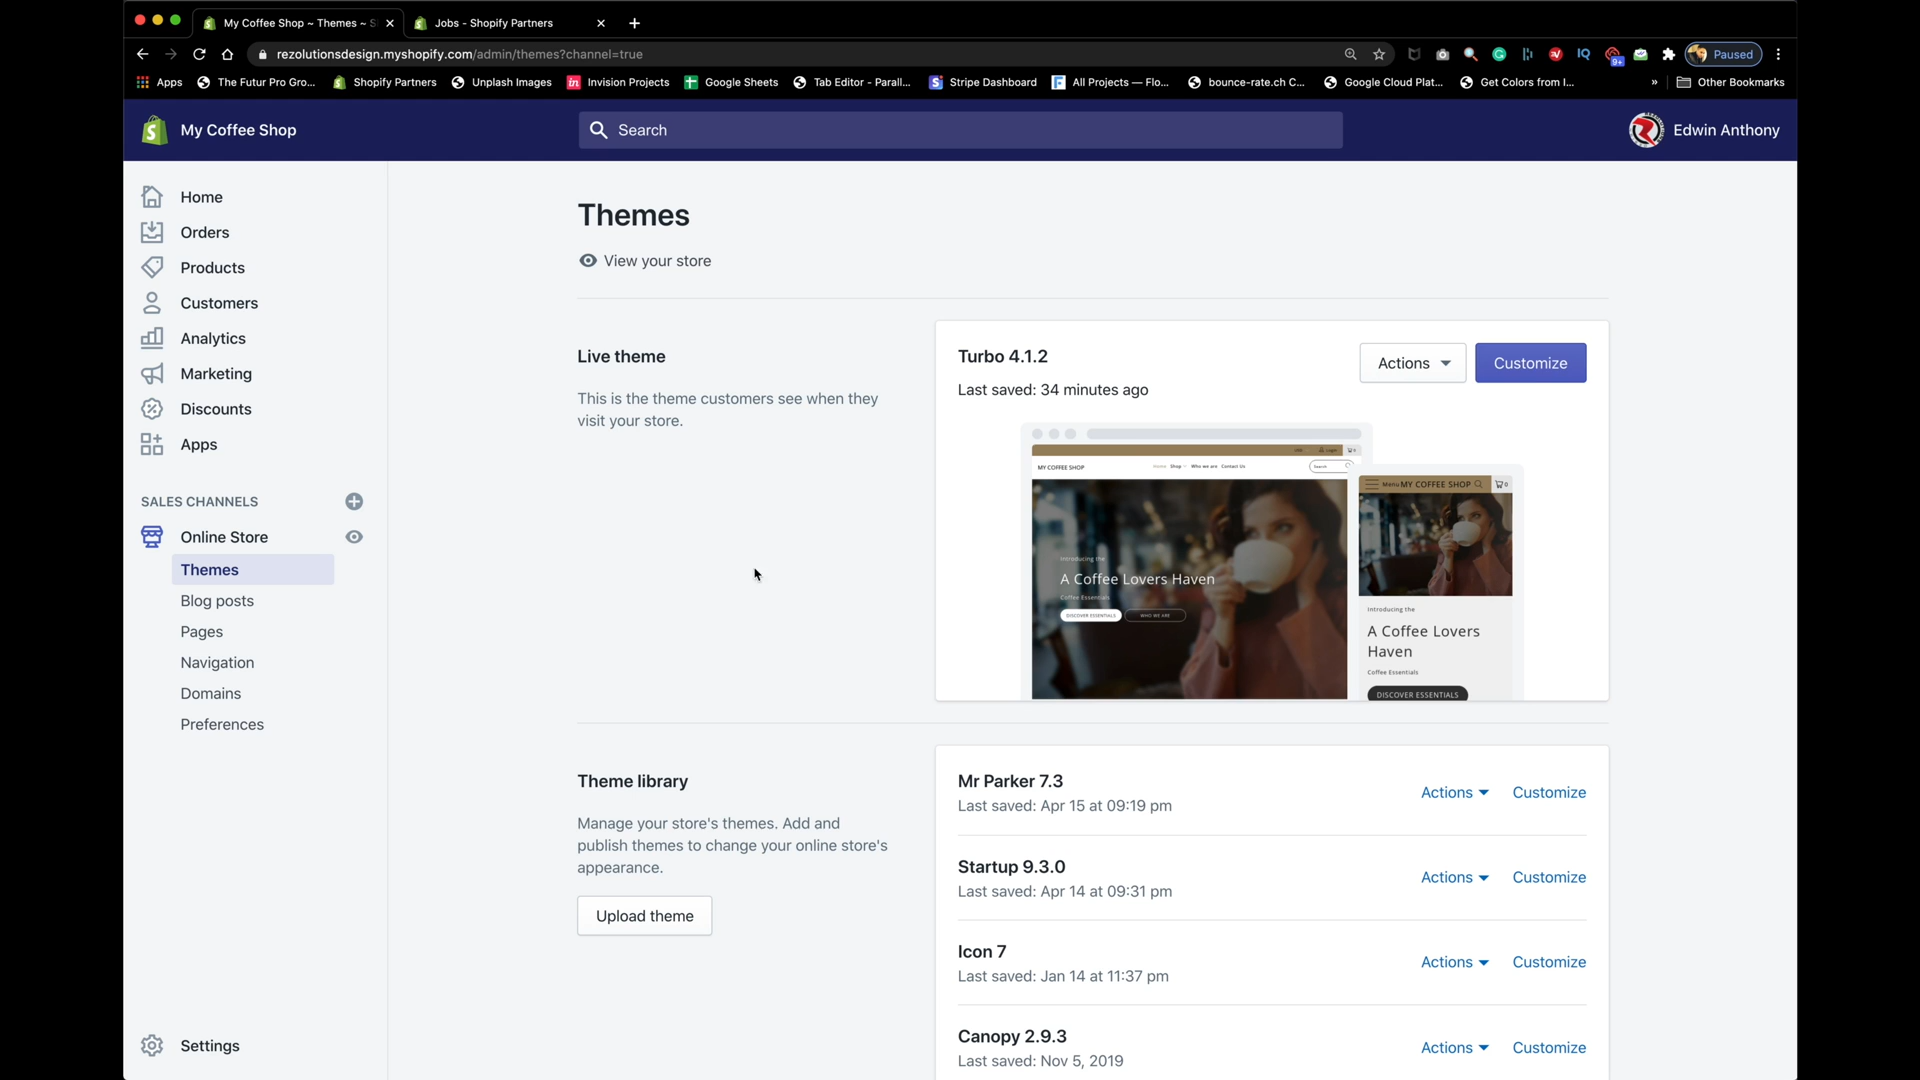 My Coffee Shop ~ Themes ~ S
Jobs - Shopify Partners
rezolutionsdesign.myshopify.com/admin/themes?channel=true
9+
Paused
Apps
The Futur Pro Gro...
Shopify Partners
Unplash Images
Invision Projects
Google Sheets
Tab Editor - Parall...
Stripe Dashboard
All Projects — Flo...
bounce-rate.ch C...
Google Cloud Plat...
Get Colors from I...
»
Other Bookmarks
My Coffee Shop
Search
Edwin Anthony
Home
Orders
Products
Customers
Analytics
Marketing
Discounts
Apps
SALES CHANNELS
Online Store
Themes
Blog posts
Pages
Navigation
Domains
Preferences
Settings
Themes
View your store
Live theme
This is the theme customers see when they
visit your store.
Turbo 4.1.2
Last saved: 34 minutes ago
Actions
Customize
Login
MY COFFEE SHOP
Home Shop Who we are Contact Us
Search
Introducing the
A Coffee Lovers Haven
Coffee Essentials
DISCOVER ESSENTIALS
WHO WE ARE
Menu MY COFFEE SHOP
0
Introducing the
A Coffee Lovers
Haven
Coffee Essentials
DISCOVER ESSENTIALS
Theme library
Manage your store's themes. Add and
publish themes to change your online store's
appearance.
Upload theme
Mr Parker 7.3
Last saved: Apr 15 at 09:19 pm
Actions
Customize
Startup 9.3.0
Last saved: Apr 14 at 09:31 pm
Actions
Customize
Icon 7
Last saved: Jan 14 at 11:37 pm
Actions
Customize
Canopy 2.9.3
Last saved: Nov 5, 2019
Actions
Customize